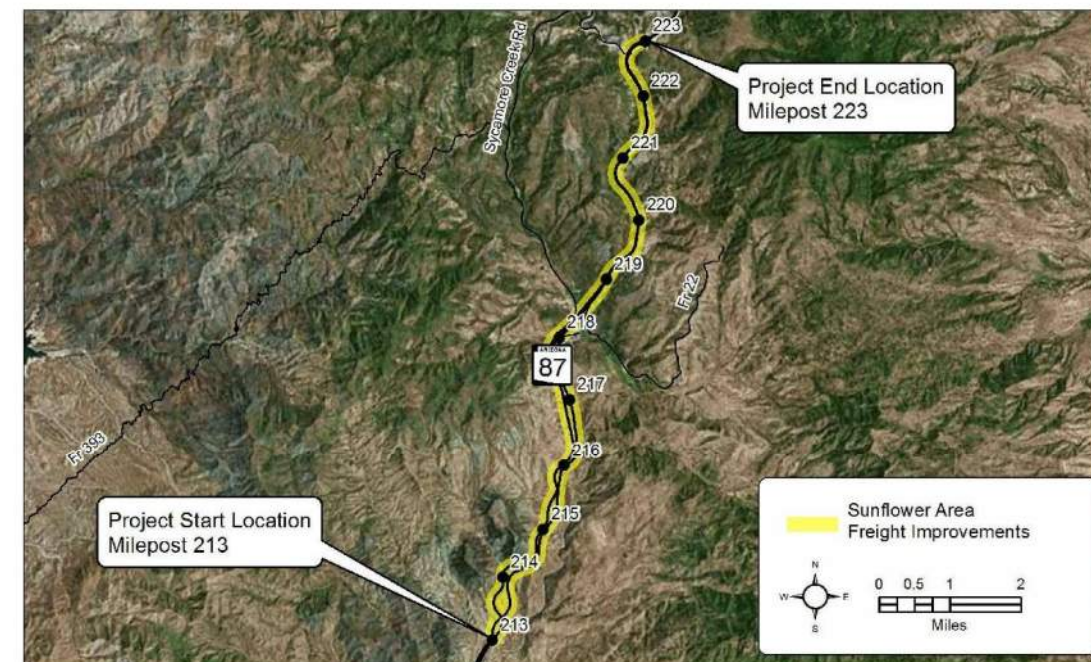 223
Project End Location
Milepost 223
222
Sycamore Creek Rd
221
220
219
Fr 22
218
ARIZONA
87
217
Fr 393
216
Project Start Location
Milepost 213
215
214
213
Sunflower Area
Freight Improvements
N
W E
S
0 0.5 1 2
Miles